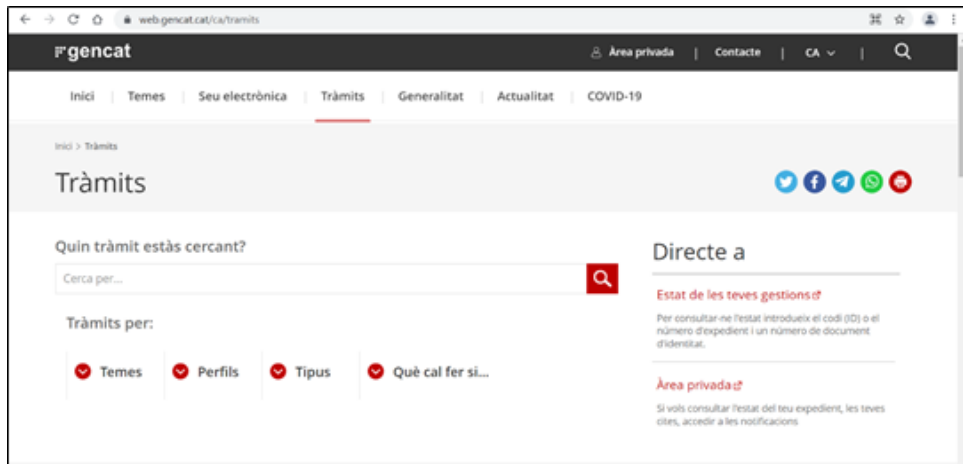 web.gencat.cat/ca/tramits
gencat
Àrea privada | Contacte | CA |
Inici | Temes | Seu electrònica | Tràmits | Generalitat | Actualitat | COVID-19
Inici > Tràmits
Tràmits
Quin tràmit estàs cercant?
Cerca per...
Tràmits per:
Temes
Perfils
Tipus
Què cal fer si...
Directe a
Estat de les teves gestions
Per consultar-ne l'estat introdueix el codi (ID) o el
número d'expedient i un número de document
d'identitat.
Àrea privada
Si vols consultar l'estat del teu expedient, les teves
cites, accedir a les notificacions